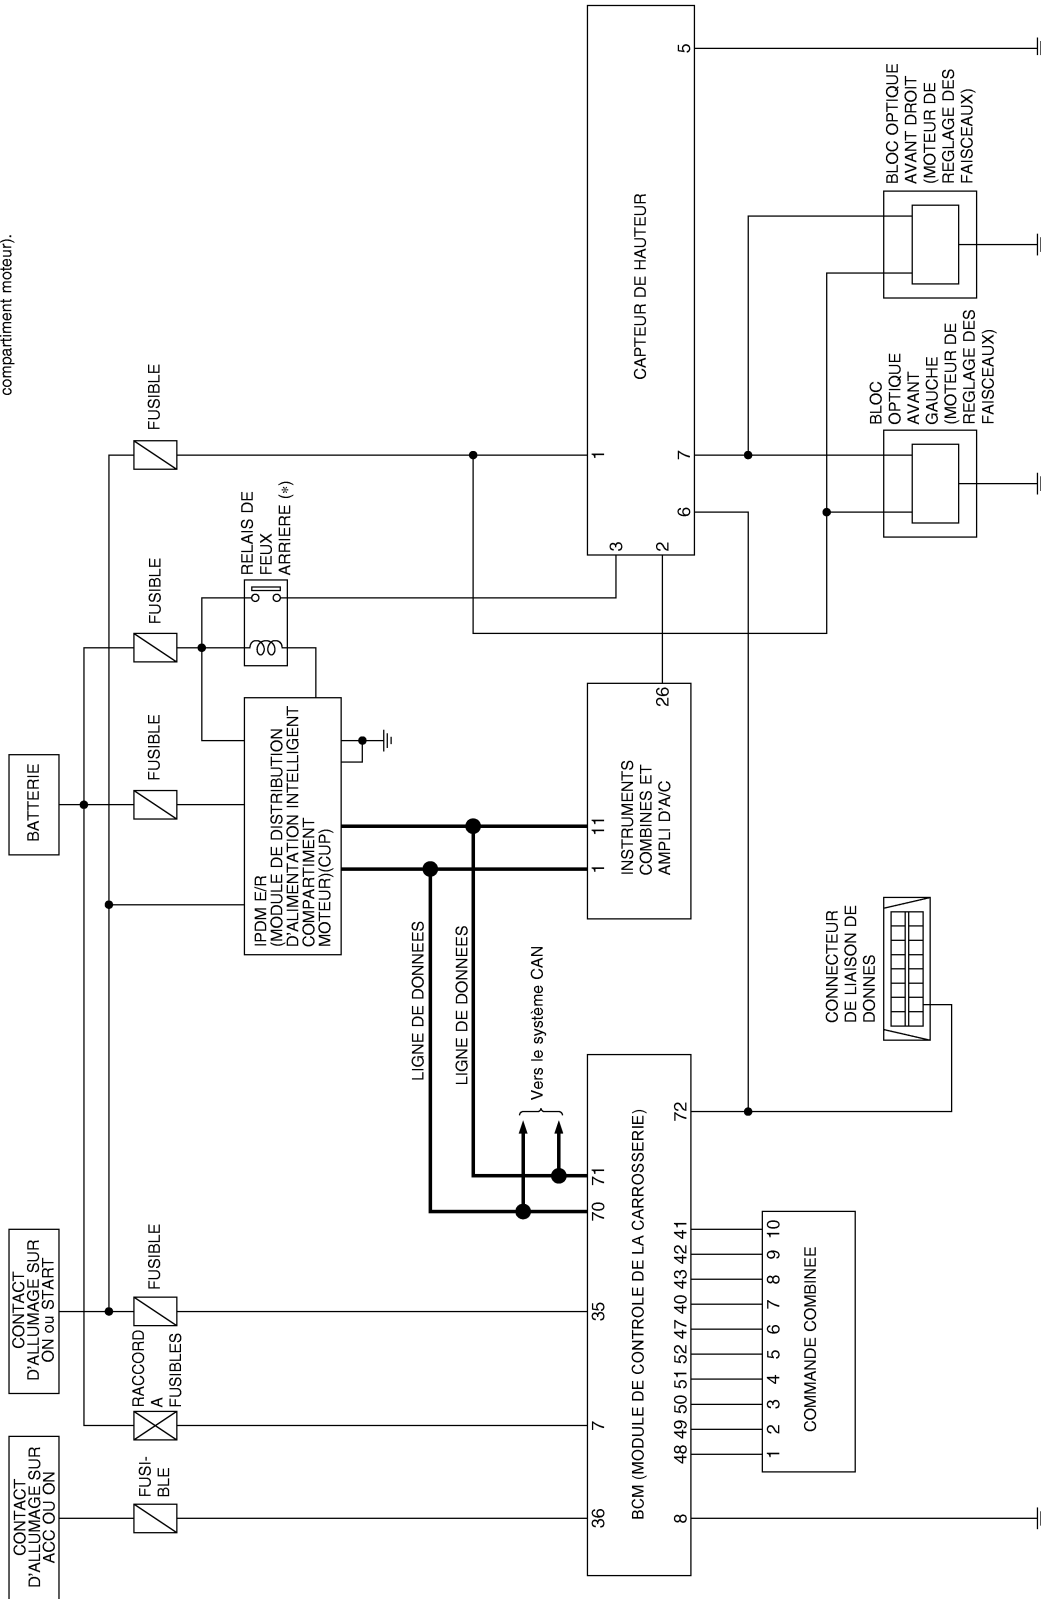 compartiment moteur).
CONTACT
D'ALLUMAGE SUR
ACC OU ON
CONTACT
D'ALLUMAGE SUR
ON ou START
BATTERIE
FUSI-
BLE
RACCORD
A
FUSIBLES
FUSIBLE
FUSIBLE
FUSIBLE
FUSIBLE
IPDM E/R
(MODULE DE DISTRIBUTION
D'ALIMENTATION INTELLIGENT
COMPARTIMENT
MOTEUR)(CUP)
RELAIS DE
FEUX
ARRIERE (*)
LIGNE DE DONNEES
LIGNE DE DONNEES
Vers le système CAN
36 7 35 70 71
BCM (MODULE DE CONTROLE DE LA CARROSSERIE)
8 48 49 50 51 52 47 40 43 42 41 72
1 2 3 4 5 6 7 8 9 10
COMMANDE COMBINEE
1 11
INSTRUMENTS
COMBINES ET
AMPLI D'A/C
26
3
2
1
CAPTEUR DE HAUTEUR
6 7 5
CONNECTEUR
DE LIAISON DE
DONNES
BLOC
OPTIQUE
AVANT
GAUCHE
(MOTEUR DE
REGLAGE DES
FAISCEAUX)
BLOC OPTIQUE
AVANT DROIT
(MOTEUR DE
REGLAGE DES
FAISCEAUX)